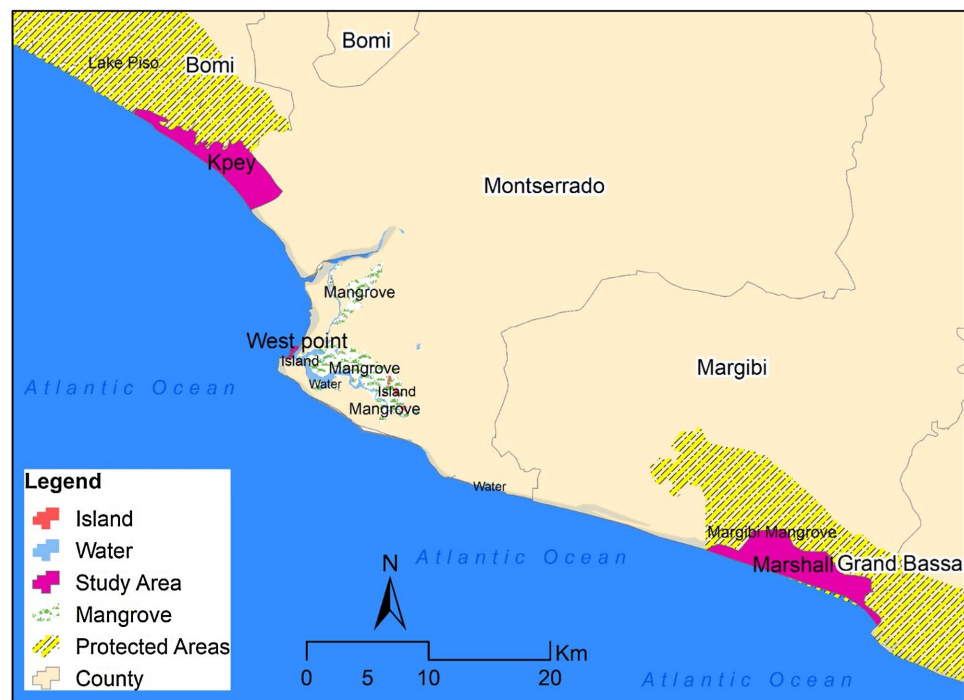 Bomi
Lake Piso
Bomi
Kpey
Montserrado
Mangrove
West point
Island
Mangrove
Water
Island
Mangrove
Margibi
Atlantic Ocean
Water
Margibi Mangrove
Marshall
Grand Bassa
Atlantic Ocean
Atlantic Ocean
Legend
Island
Water
Study Area
Mangrove
Protected Areas
County
N
Km
0 5 10 20